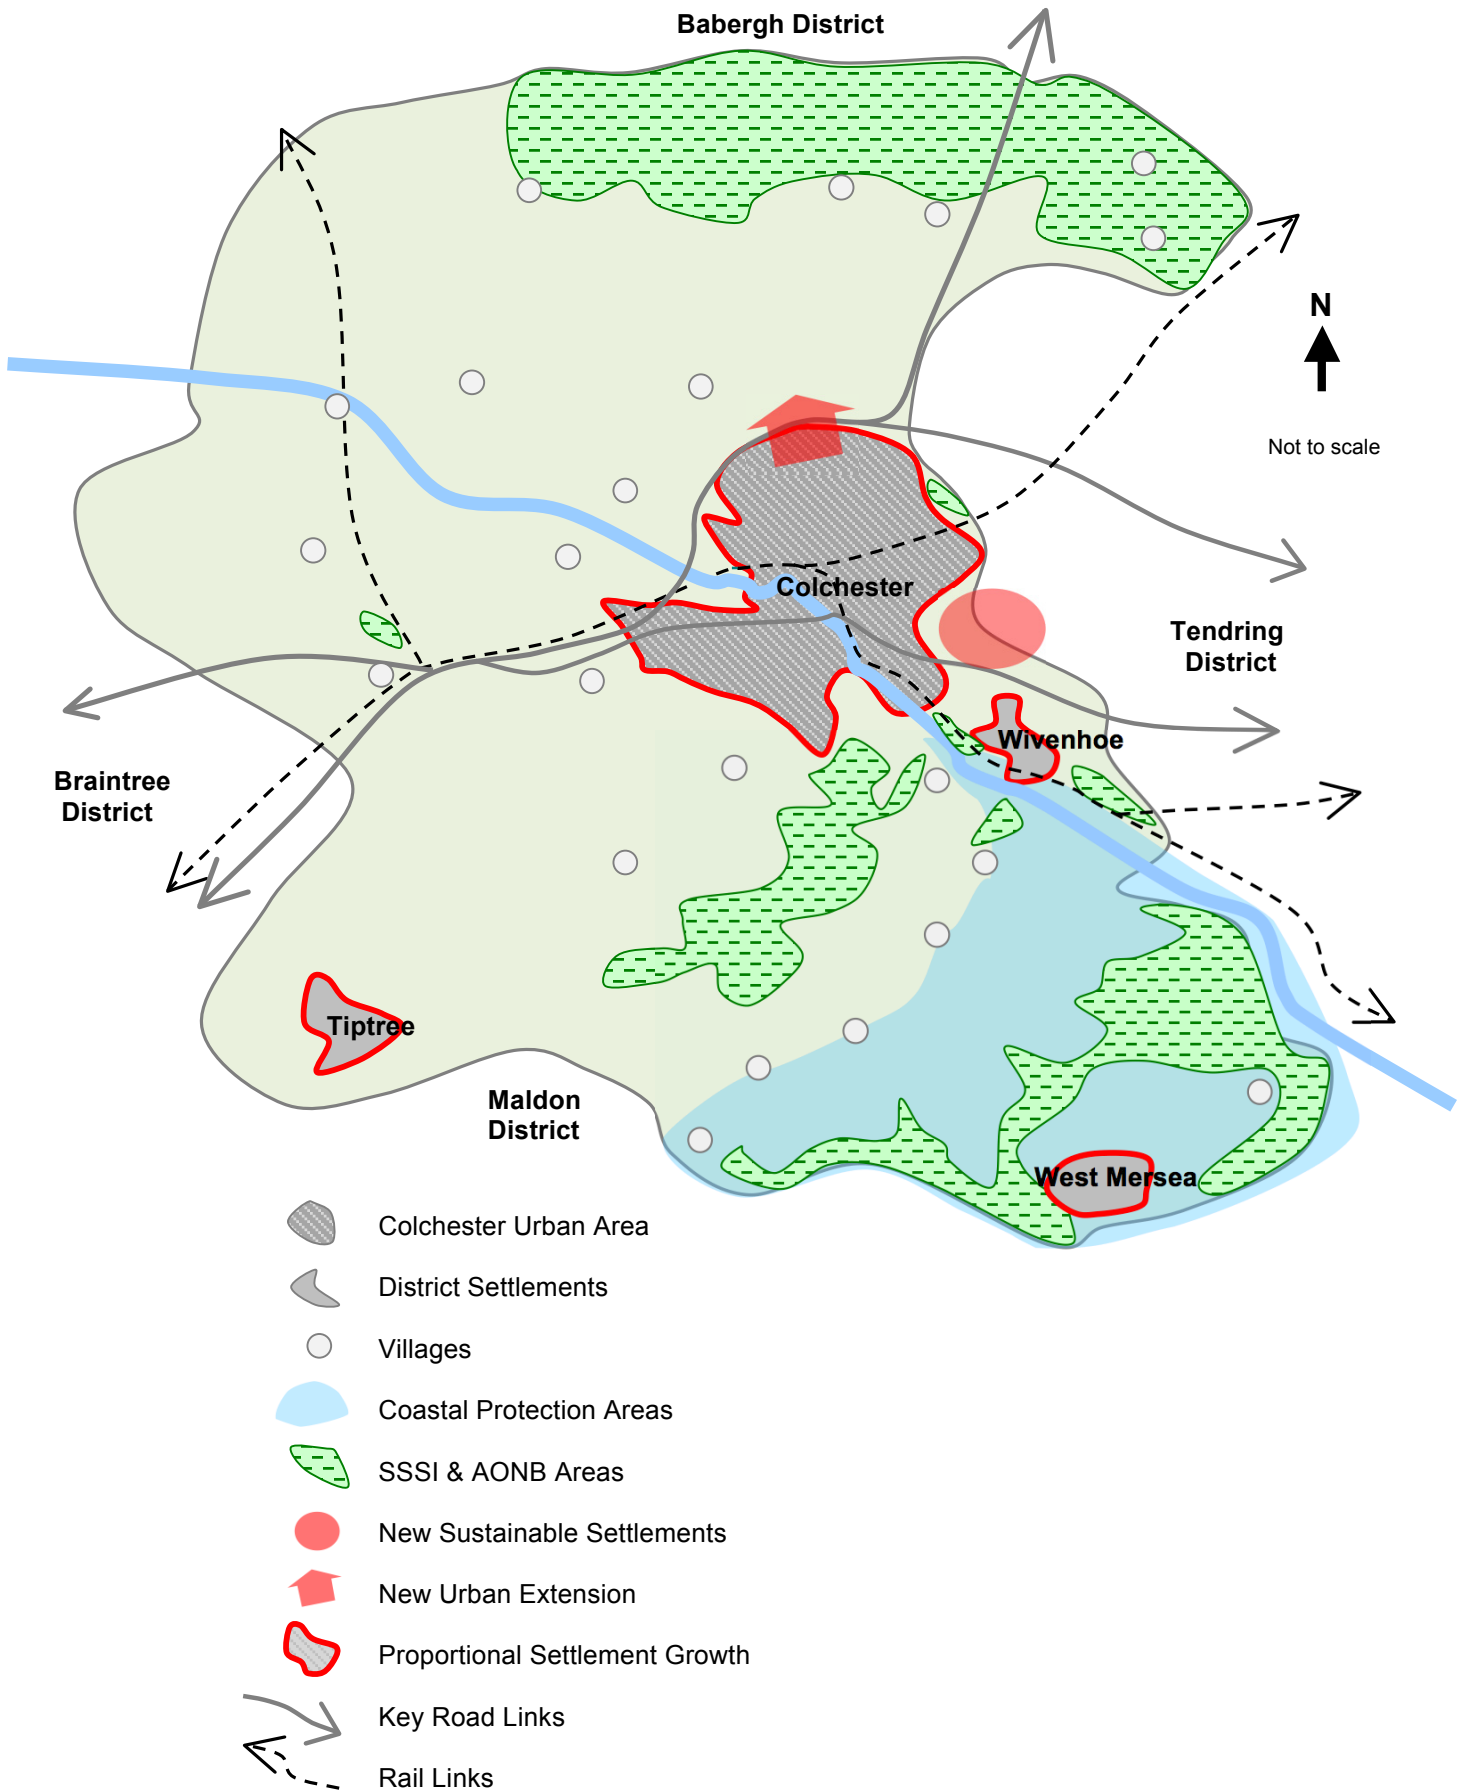 Babergh District
N
Not to scale
Colchester
Tendring
District
Wivenhoe
Braintree
District
Tiptree
Maldon
District
West Mersea
Colchester Urban Area
District Settlements
Villages
Coastal Protection Areas
SSSI & AONB Areas
New Sustainable Settlements
New Urban Extension
Proportional Settlement Growth
Key Road Links
Rail Links